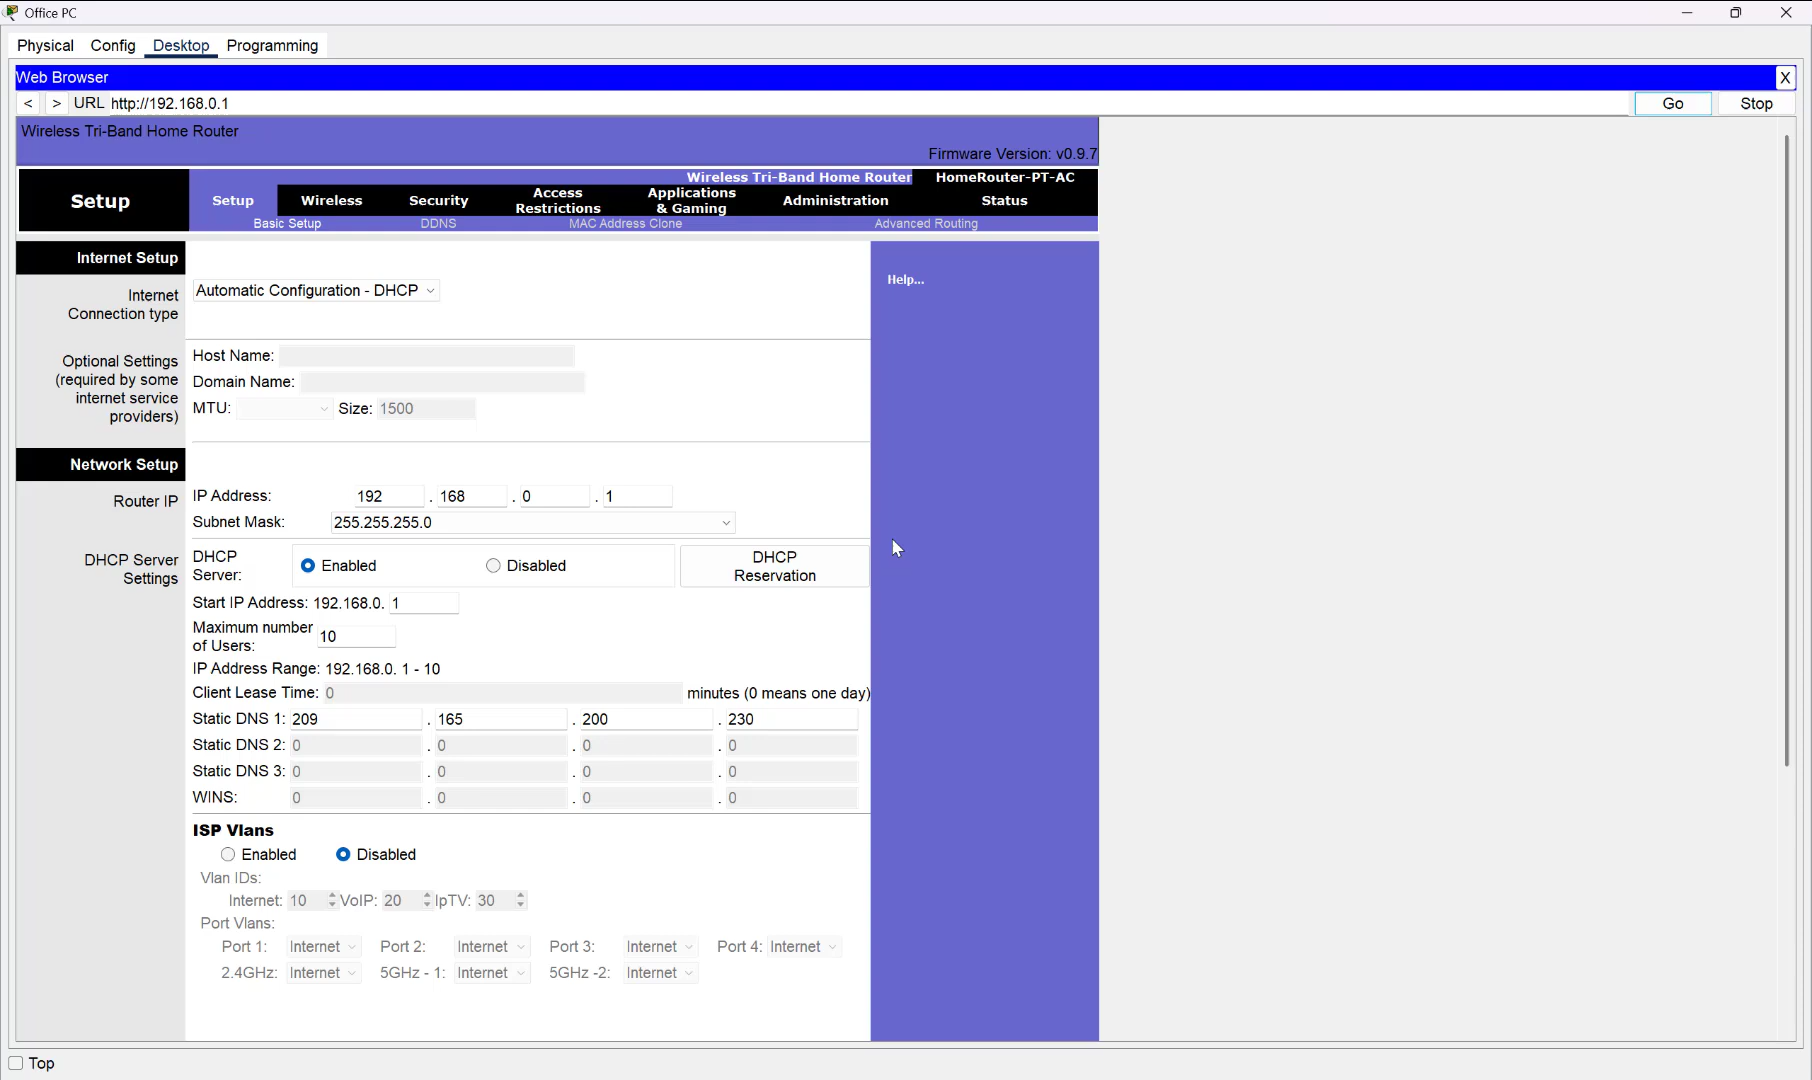 Office PC
Physical Config Desktop Programming
Web Browser X
< > URL http://192.168.0.1 Go Stop
Wireless Tri-Band Home Router
Firmware Version: v0.9.7
Wireless Tri-Band Home Router HomeRouter-PT-AC
Setup Setup Wireless Security Access Restrictions Applications & Gaming Administration Status
Basic Setup DDNS MAC Address Clone Advanced Routing
Internet Setup
Internet Connection type Automatic Configuration - DHCP
Help...
Optional Settings (required by some internet service providers)
Host Name:
Domain Name:
MTU: Size: 1500
Network Setup
Router IP IP Address: 192 . 168 . 0 . 1
Subnet Mask: 255.255.255.0
DHCP Server Settings DHCP Server: Enabled Disabled DHCP Reservation
Start IP Address: 192.168.0. 1
Maximum number of Users: 10
IP Address Range: 192.168.0. 1 - 10
Client Lease Time: 0 minutes (0 means one day)
Static DNS 1: 209 . 165 . 200 . 230
Static DNS 2: 0 . 0 . 0 . 0
Static DNS 3: 0 . 0 . 0 . 0
WINS: 0 . 0 . 0 . 0
ISP Vlans
Enabled Disabled
Vlan IDs:
Internet: 10 VoIP: 20 IpTV: 30
Port Vlans:
Port 1: Internet Port 2: Internet Port 3: Internet Port 4: Internet
2.4GHz: Internet 5GHz - 1: Internet 5GHz -2: Internet
Top